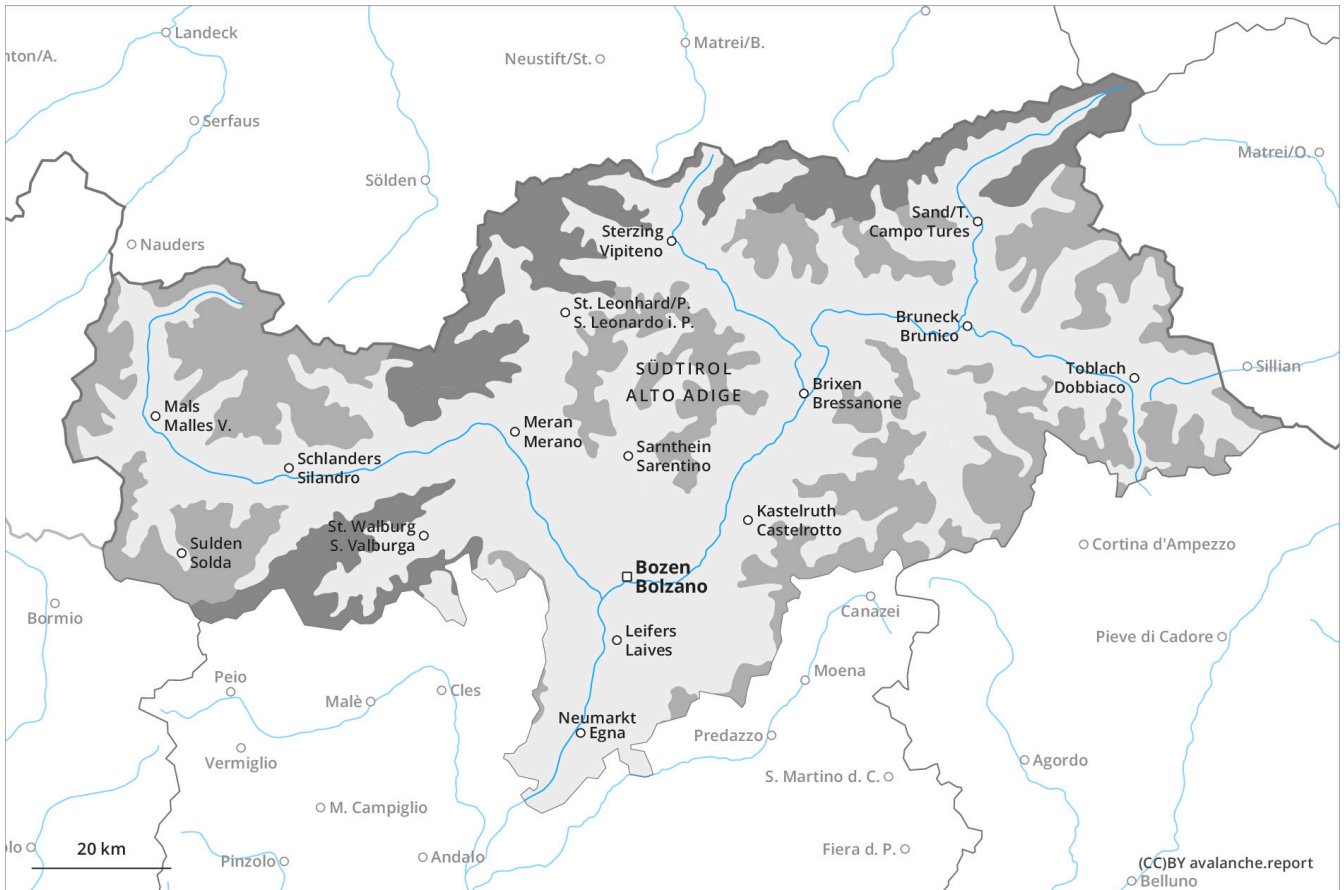 Landeck
nton/A.
Matrei/B.
Neustift/St.
Serfaus
Matrei/O.
Sölden
Sand/T.
Campo Tures
Sterzing
Vipiteno
Nauders
St. Leonhard/P.
S. Leonardo i. P.
Bruneck
Brunico
SÜDTIROL
ALTO ADIGE
Toblach
Dobbiaco
Sillian
Brixen
Bressanone
Mals
Malles V.
Meran
Merano
Schlanders
Silandro
Sarnthein
Sarentino
Kastelruth
Castelrotto
St. Walburg
S. Valburga
Sulden
Solda
Cortina d'Ampezzo
Bozen
Bolzano
Bormio
Canazei
Leifers
Laives
Pieve di Cadore
Peio
Moena
Malè
Cles
Neumarkt
Egna
Predazzo
Vermiglio
Agordo
S. Martino d. C.
M. Campiglio
olo
20 km
Pinzolo
Andalo
Fiera d. P.
(CC)BY avalanche.report
Belluno